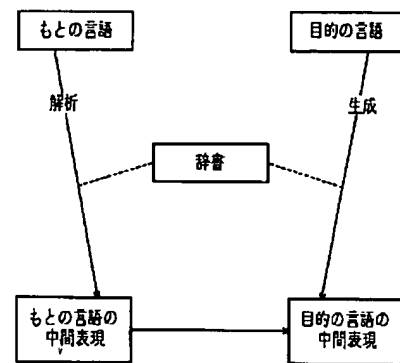 もとの言語
目的の言語
解析
生成
辞書
もとの言語の
中間表現
目的の言語の
中間表現